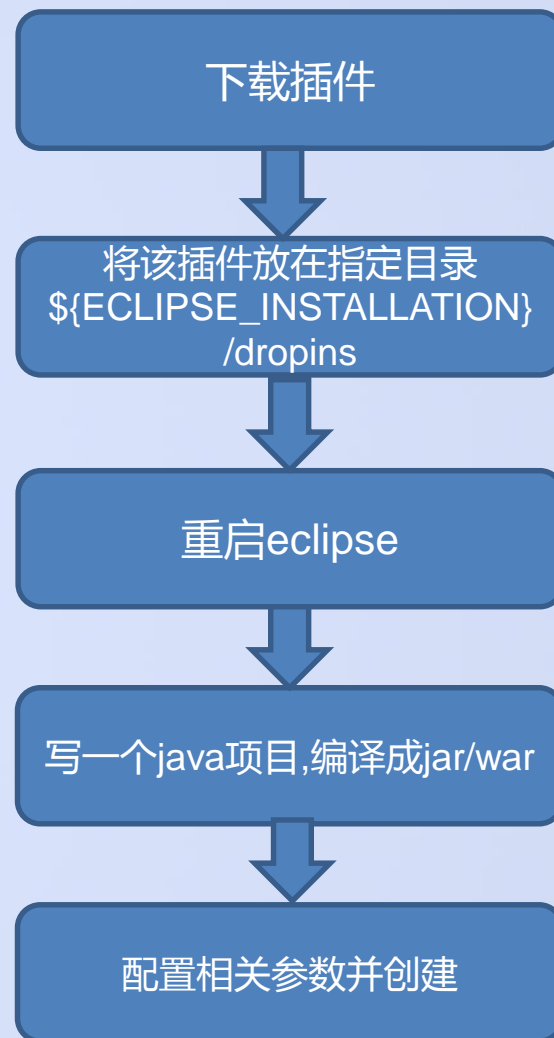 下载插件
将该插件放在指定目录
${ECLIPSE_INSTALLATION}
/dropins
重启eclipse
写一个java项目,编译成jar/war
配置相关参数并创建